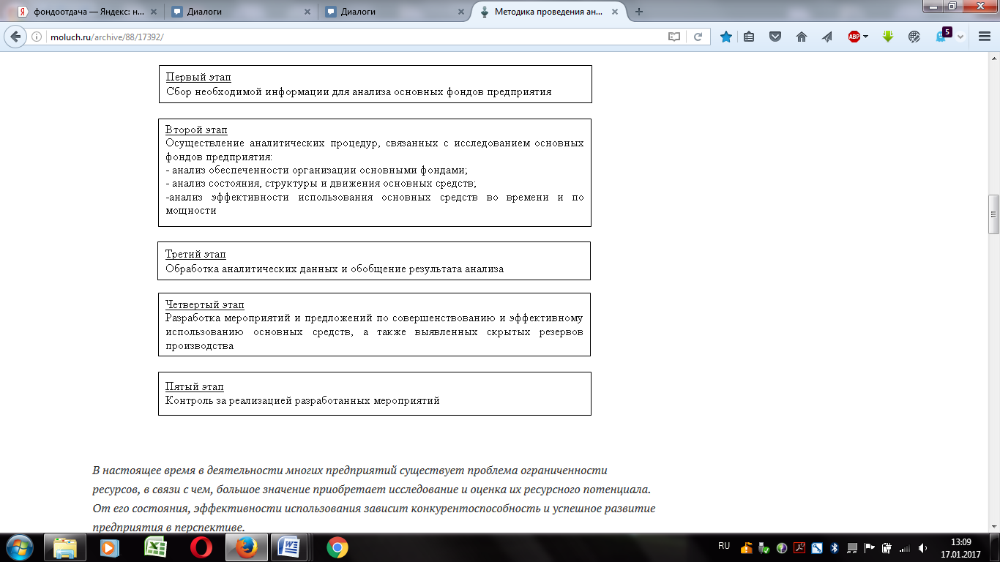 фондоотдача — Яндекс: н...
Диалоги
Диалоги
Методика проведения ан...
moluch.ru/archive/88/17392/
ABP
5
Первый этап
Сбор необходимой информации для анализа основных фондов предприятия
Второй этап
Осуществление аналитических процедур, связанных с исследованием основных
фондов предприятия:
- анализ обеспеченности организации основными фондами;
- анализ состояния, структуры и движения основных средств;
-анализ эффективности использования основных средств во времени и по
мощности
Третий этап
Обработка аналитических данных и обобщение результата анализа
Четвертый этап
Разработка мероприятий и предложений по совершенствованию и эффективному
использованию основных средств, а также выявленных скрытых резервов
производства
Пятый этап
Контроль за реализацией разработанных мероприятий
В настоящее время в деятельности многих предприятий существует проблема ограниченности
ресурсов, в связи с чем, большое значение приобретает исследование и оценка их ресурсного потенциала.
От его состояния, эффективности использования зависит конкурентоспособность и успешное развитие
предприятия в перспективе.
RU
13:09
17.01.2017